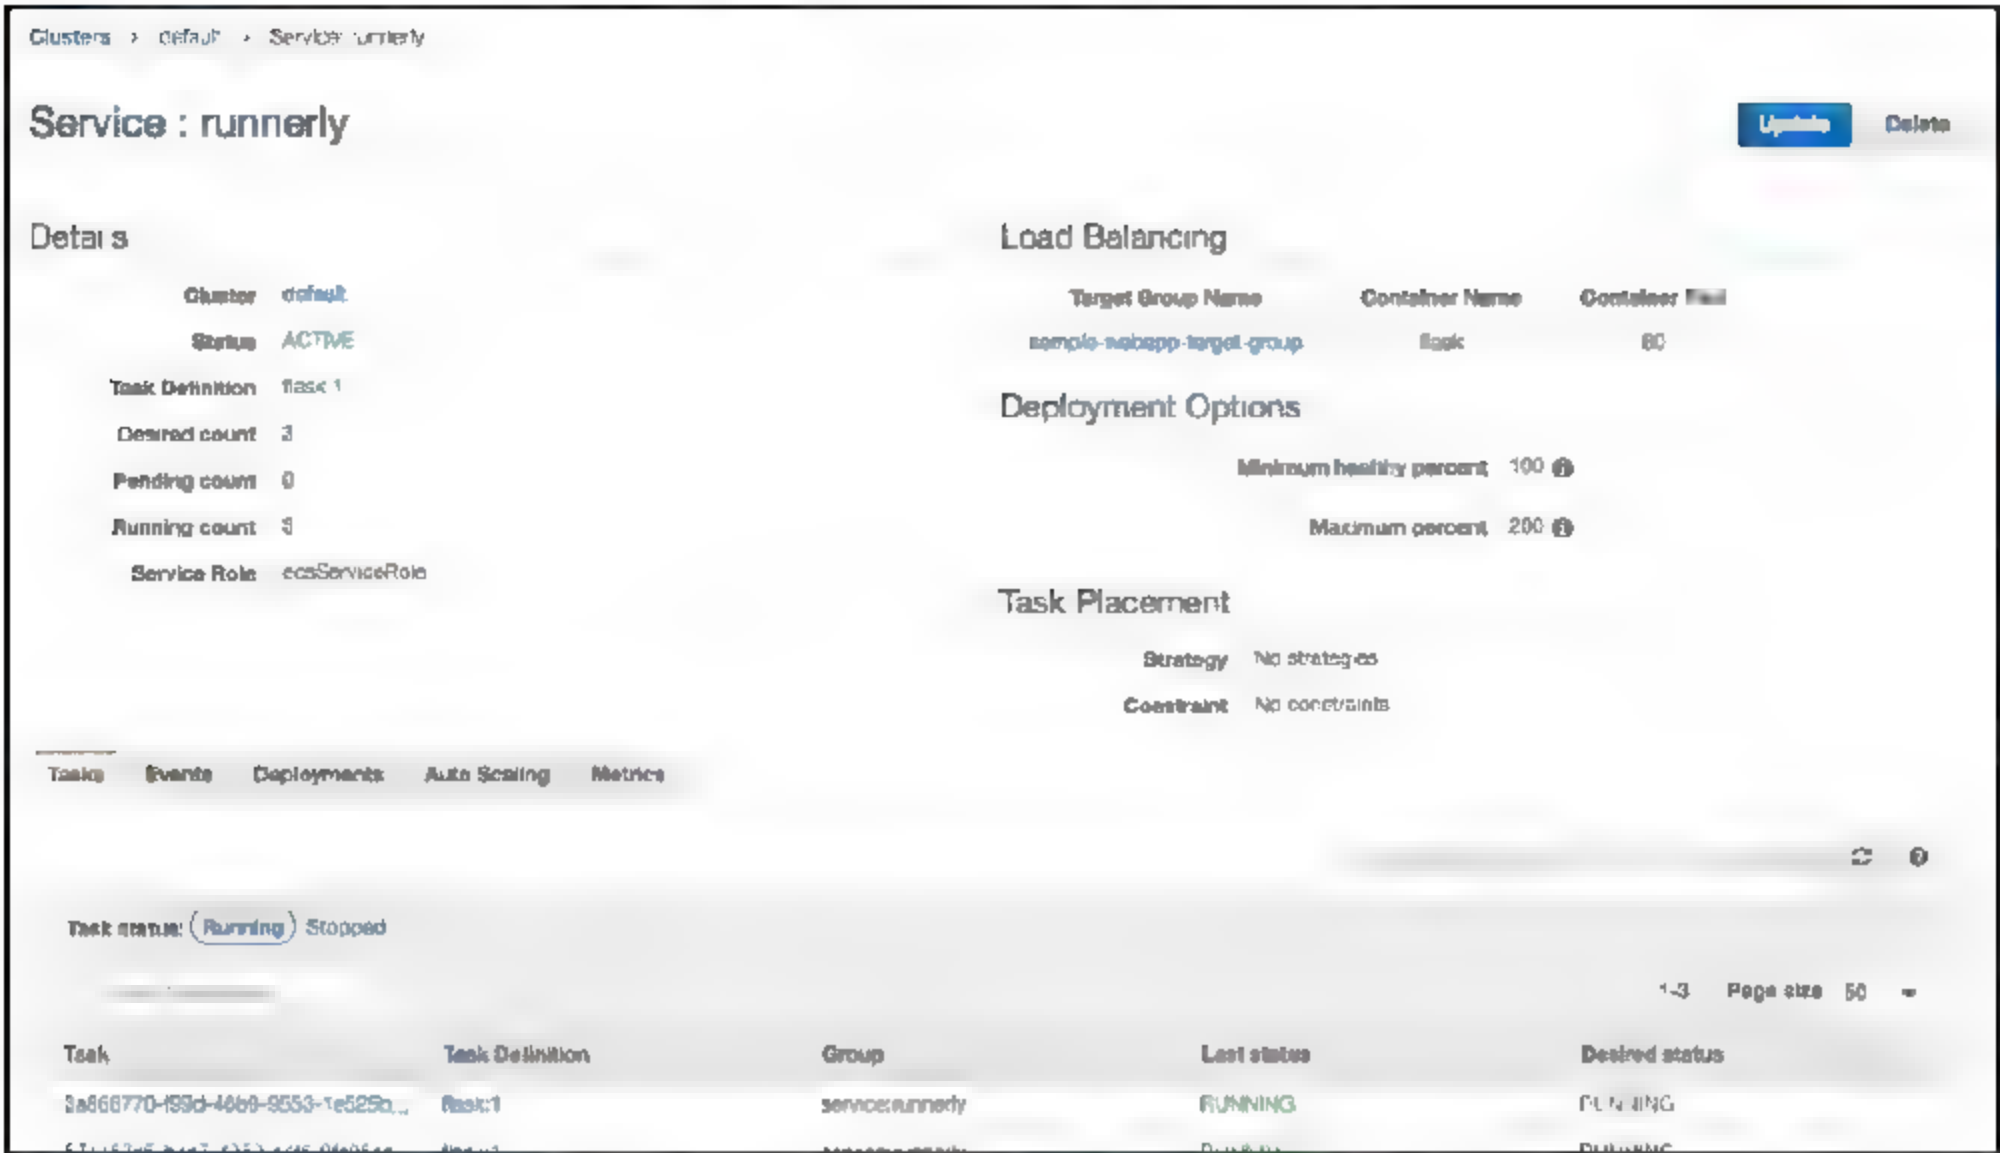 Clusters > default > Service: runnerly
Service : runnerly
Update Delete
Details
Cluster default
Status ACTIVE
Task Definition flask:1
Desired count 3
Pending count 0
Running count 3
Service Role ecsServiceRole
Load Balancing
Target Group Name Container Name Container Port
sample-webapp-target-group flask 80
Deployment Options
Minimum healthy percent 100
Maximum percent 200
Task Placement
Strategy No strategies
Constraint No constraints
Tasks Events Deployments Auto Scaling Metrics
Task status: Running Stopped
1-3 Page size 50
Task Task Definition Group Last status Desired status
flask:1 service:runnerly RUNNING RUNNING